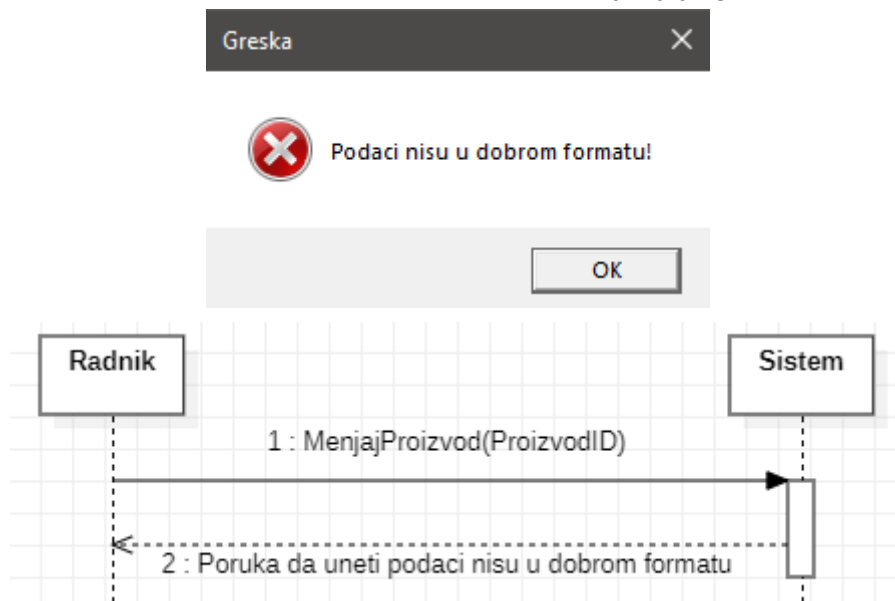 Greska
Podaci nisu u dobrom formatu!
OK
Radnik
Sistem
1 : MenjajProizvod(ProizvodID)
2 : Poruka da uneti podaci nisu u dobrom formatu